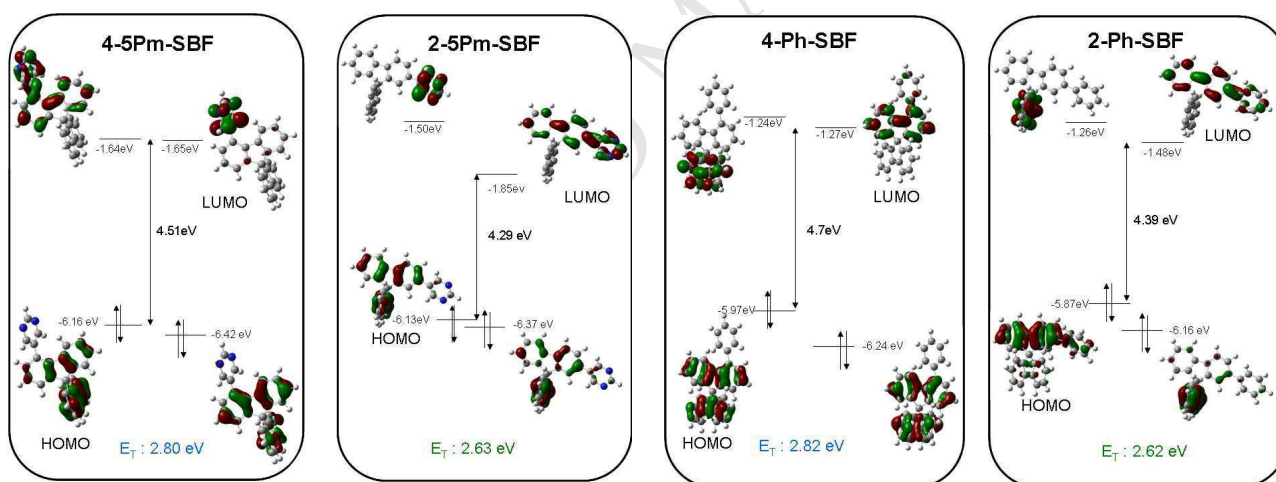 4-5Pm-SBF
-1.64eV
-1.65eV
LUMO
4.51eV
-6.16 eV
-6.42 eV
HOMO
E_T : 2.80 eV
2-5Pm-SBF
-1.50eV
-1.85eV
LUMO
4.29 eV
-6.13eV
-6.37 eV
HOMO
E_T : 2.63 eV
4-Ph-SBF
-1.24eV
-1.27eV
LUMO
4.7eV
-5.97eV
-6.24 eV
HOMO
E_T : 2.82 eV
2-Ph-SBF
-1.26eV
-1.48eV
LUMO
4.39 eV
-5.87eV
-6.16 eV
HOMO
E_T : 2.62 eV